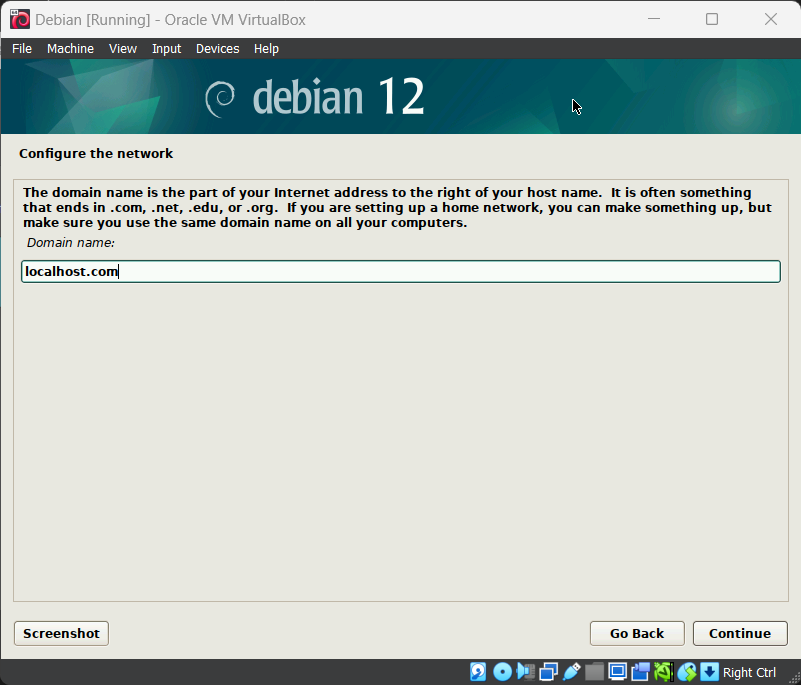 Debian [Running] - Oracle VM VirtualBox
File Machine View Input Devices Help
debian 12
Configure the network
The domain name is the part of your Internet address to the right of your host name.  It is often something
that ends in .com, .net, .edu, or .org.  If you are setting up a home network, you can make something up, but
make sure you use the same domain name on all your computers.
Domain name:
localhost.com
Screenshot Go Back Continue
Right Ctrl